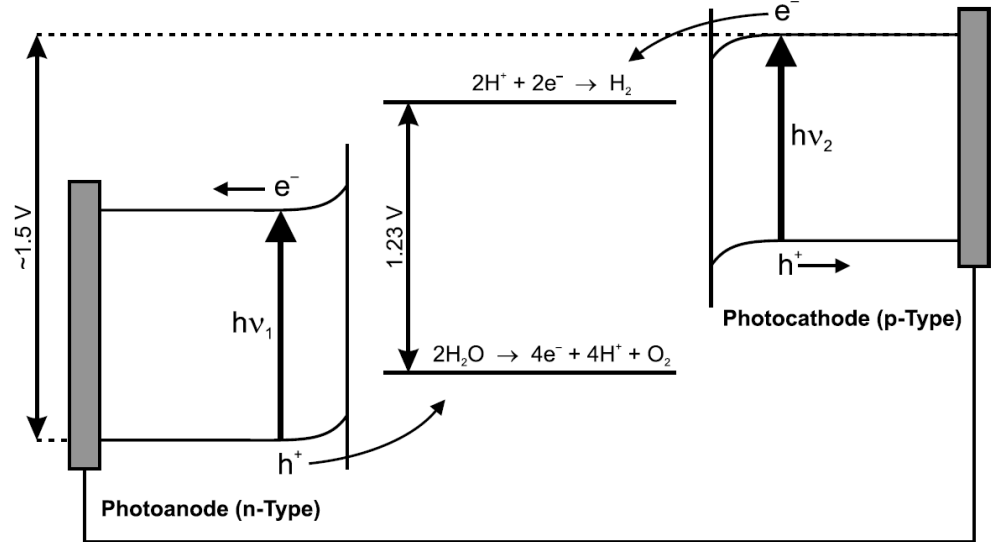 e⁻
2H⁺ + 2e⁻ → H₂
hν₂
e⁻
~1.5 V
1.23 V
h⁺
hν₁
Photocathode (p-Type)
2H₂O → 4e⁻ + 4H⁺ + O₂
h⁺
Photoanode (n-Type)